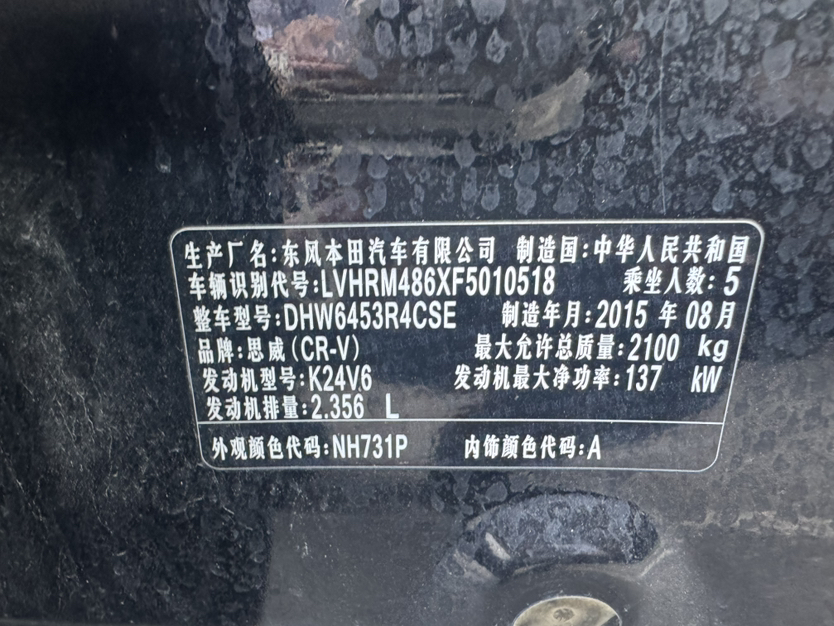 生产厂名:东风本田汽车有限公司 制造国:中华人民共和国
车辆识别代号:LVHRM486XF5010518 乘坐人数:5
整车型号:DHW6453R4CSE 制造年月:2015 年 08 月
品牌:思威(CR-V) 最大允许总质量:2100 kg
发动机型号:K24V6 发动机最大净功率:137 kW
发动机排量:2.356 L
外观颜色代码:NH731P 内饰颜色代码:A